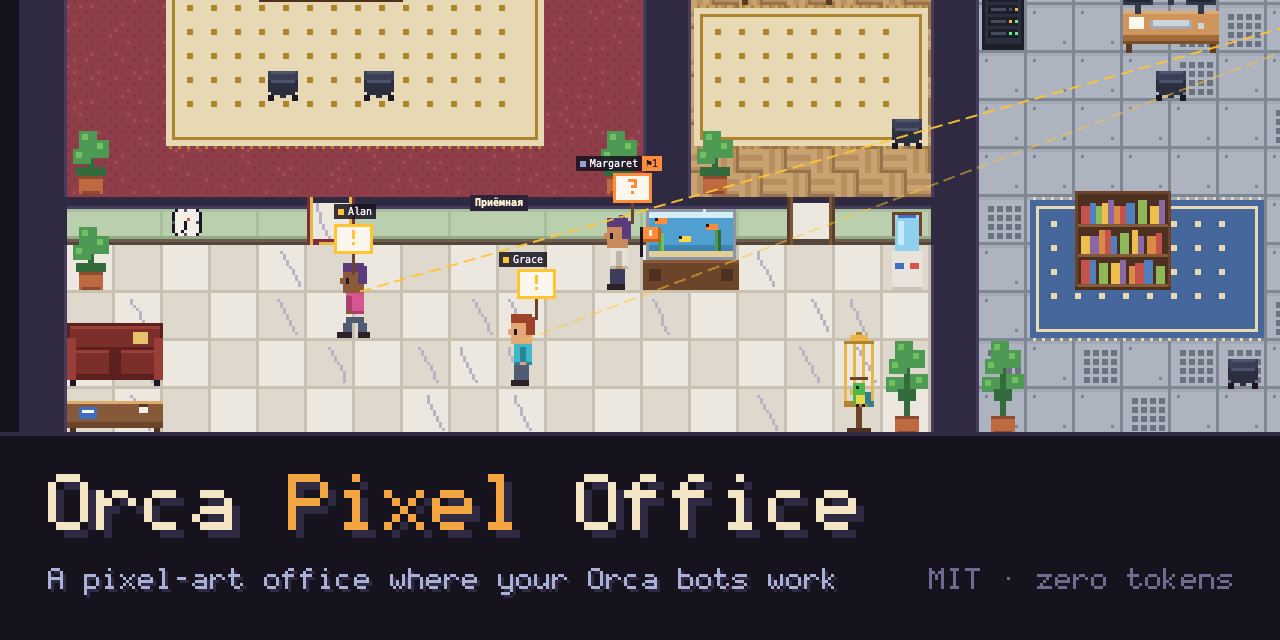 Margaret ⚑1
?
Приёмная
Alan
!
Grace
!
!
Orca Pixel Office
A pixel-art office where your Orca bots work
MIT · zero tokens